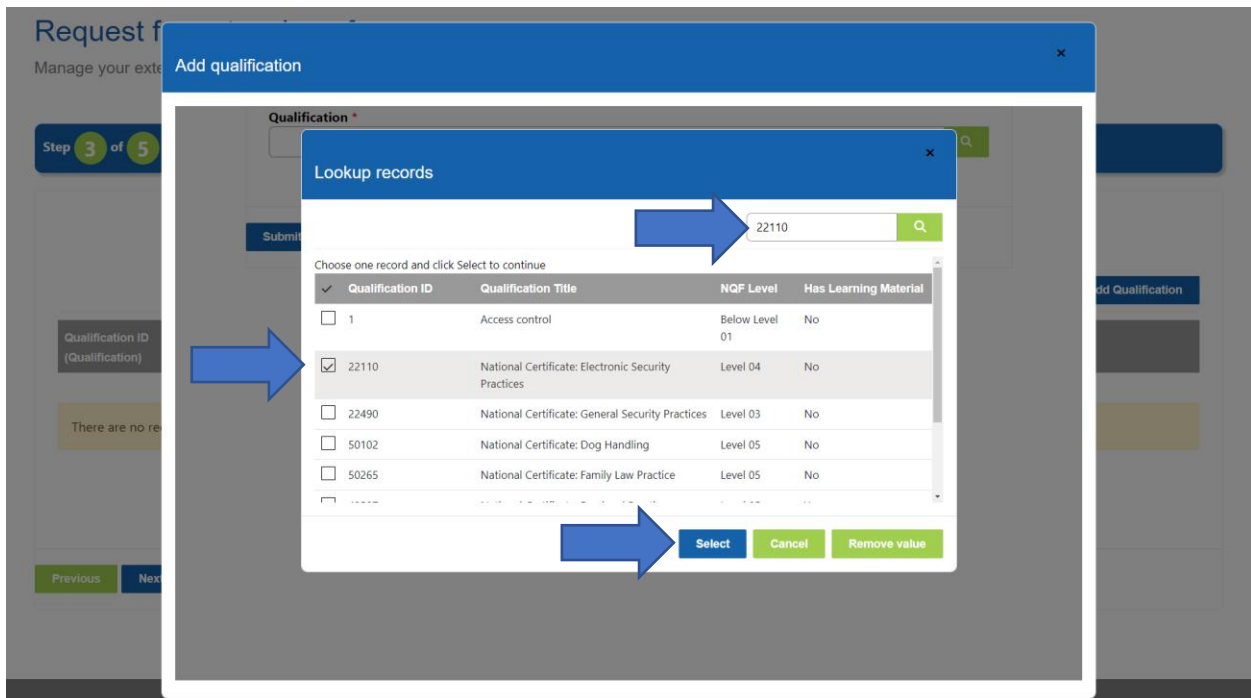 Request f
Manage your exte
Add qualification
×
Qualification *
Step 3 of 5
Lookup records
×
22110
Submit
Choose one record and click Select to continue
Qualification ID Qualification Title NQF Level Has Learning Material
1 Access control Below Level No
01
22110 National Certificate: Electronic Security Level 04 No
Practices
22490 National Certificate: General Security Practices Level 03 No
50102 National Certificate: Dog Handling Level 05 No
50265 National Certificate: Family Law Practice Level 05 No
dd Qualification
Qualification ID
(Qualification)
There are no re
Select Cancel Remove value
Previous Next